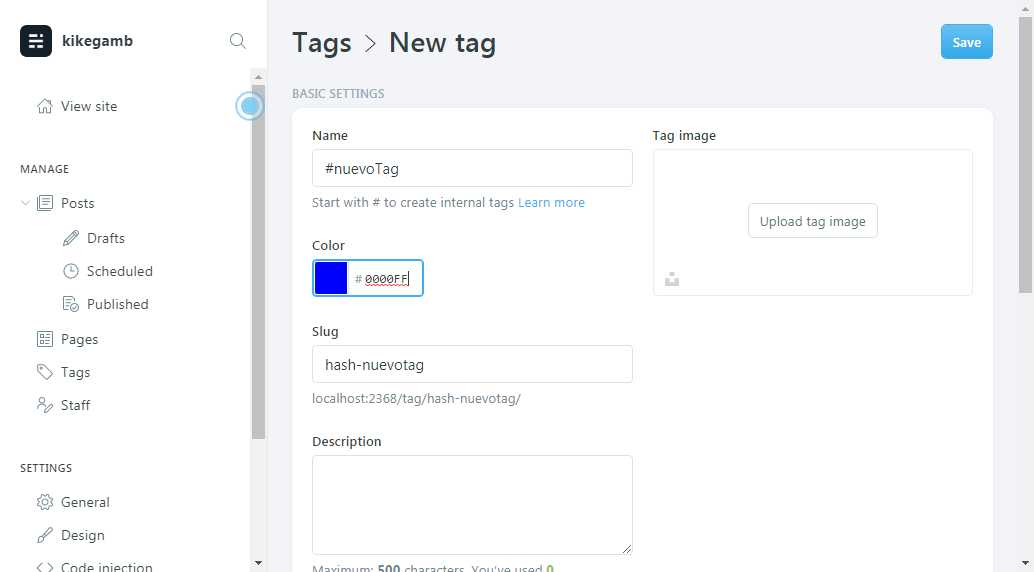 kikegamb
View site
MANAGE
Posts
Drafts
Scheduled
Published
Pages
Tags
Staff
SETTINGS
General
Design
Code injection
Tags > New tag
Save
BASIC SETTINGS
Name
#nuevoTag
Start with # to create internal tags Learn more
Color
# 0000FF
Slug
hash-nuevotag
localhost:2368/tag/hash-nuevotag/
Description
Maximum: 500 characters. You've used 0
Tag image
Upload tag image